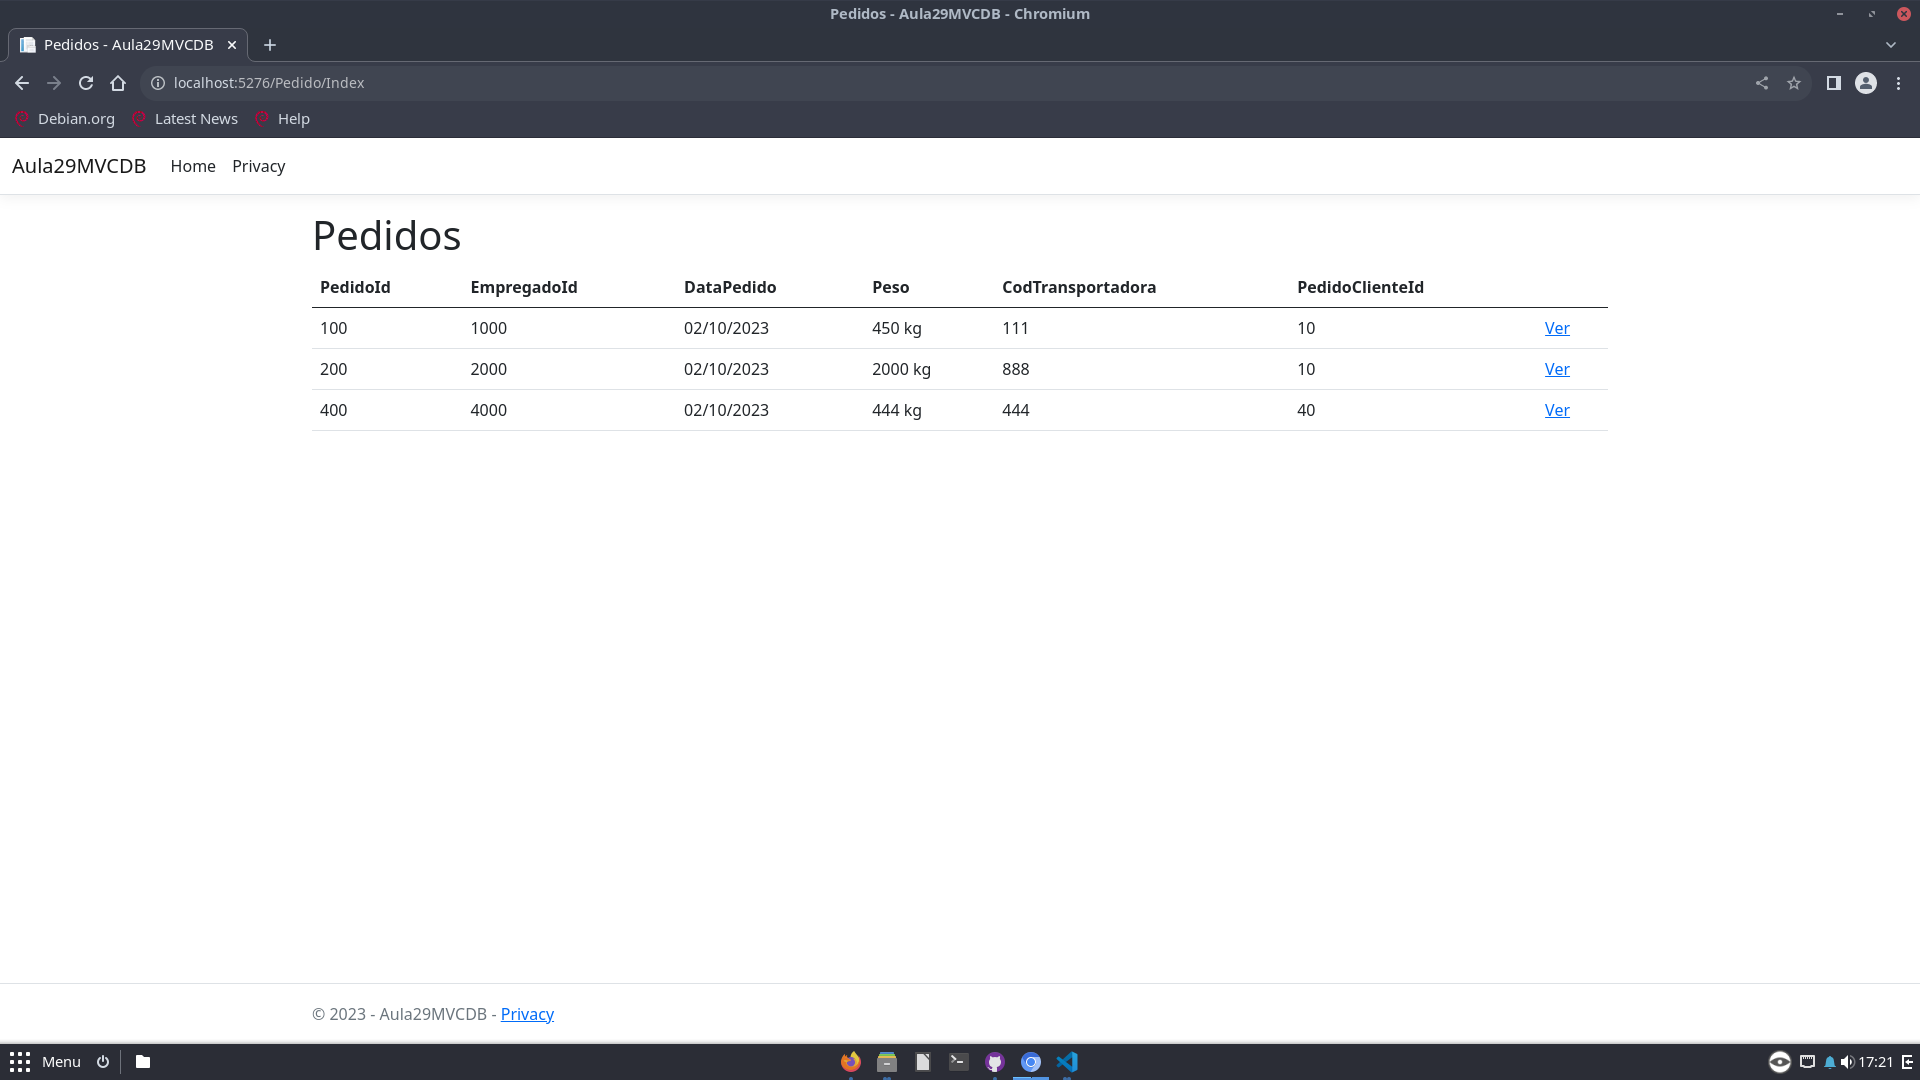 Pedidos - Aula29MVCDB - Chromium
Pedidos - Aula29MVCDB
localhost:5276/Pedido/Index
Debian.org Latest News Help
Aula29MVCDB Home Privacy
Pedidos
PedidoId EmpregadoId DataPedido Peso CodTransportadora PedidoClienteId
100 1000 02/10/2023 450 kg 111 10 Ver
200 2000 02/10/2023 2000 kg 888 10 Ver
400 4000 02/10/2023 444 kg 444 40 Ver
© 2023 - Aula29MVCDB - Privacy
Menu 17:21